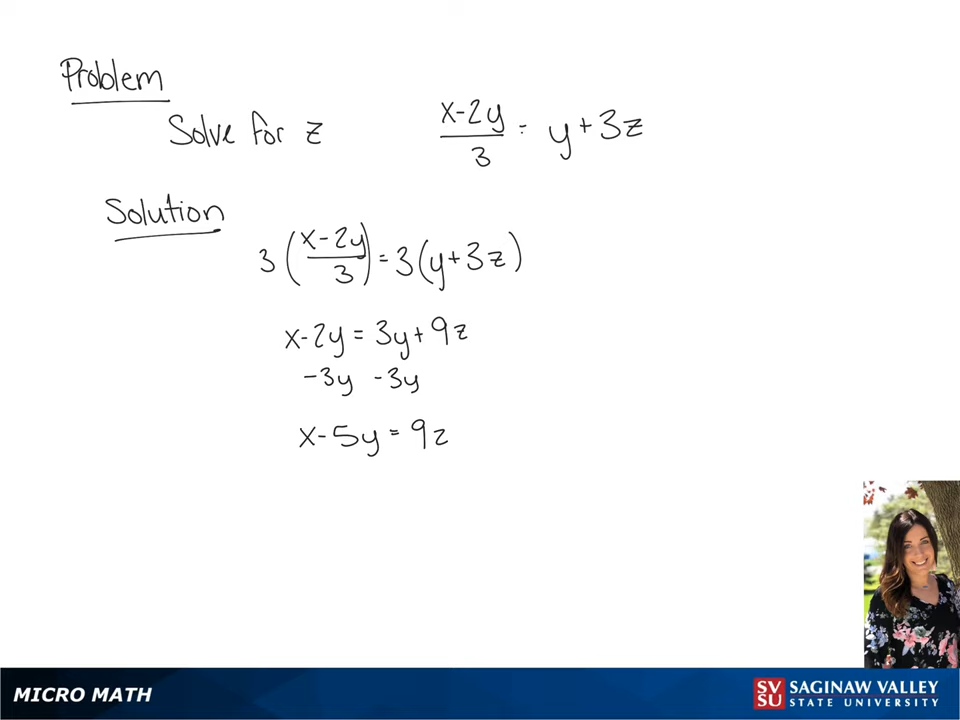 Problem
Solve for z x-2y/3 = y+3z
Solution
3(x-2y/3) = 3(y+3z)
x-2y = 3y+9z
-3y -3y
x-5y = 9z
MICRO MATH SV SU SAGINAW VALLEY STATE UNIVERSITY